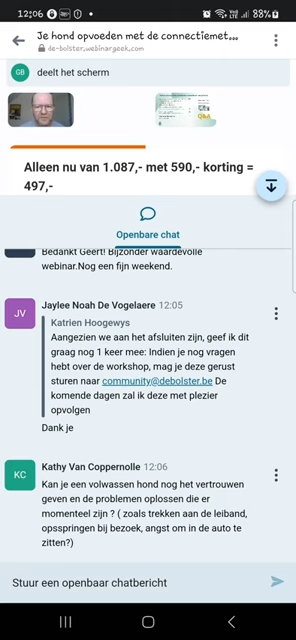 12:06
88%
Je hond opvoeden met de connectiemet...
de-bolster.webinargeek.com
GB deelt het scherm
Q&A
Alleen nu van 1.087,- met 590,- korting =
497,-
Openbare chat
Bedankt Geert! Bijzonder waardevolle
webinar.Nog een fijn weekend.
JV
Jaylee Noah De Vogelaere 12:05
Katrien Hoogewys
Aangezien we aan het afsluiten zijn, geef ik dit
graag nog 1 keer mee: Indien je nog vragen
hebt over de workshop, mag je deze gerust
sturen naar community@debolster.be De
komende dagen zal ik deze met plezier
opvolgen
Dank je
KC
Kathy Van Coppernolle 12:06
Kan je een volwassen hond nog het vertrouwen
geven en de problemen oplossen die er
momenteel zijn ? ( zoals trekken aan de leiband,
opsspringen bij bezoek, angst om in de auto te
zitten?)
Stuur een openbaar chatbericht